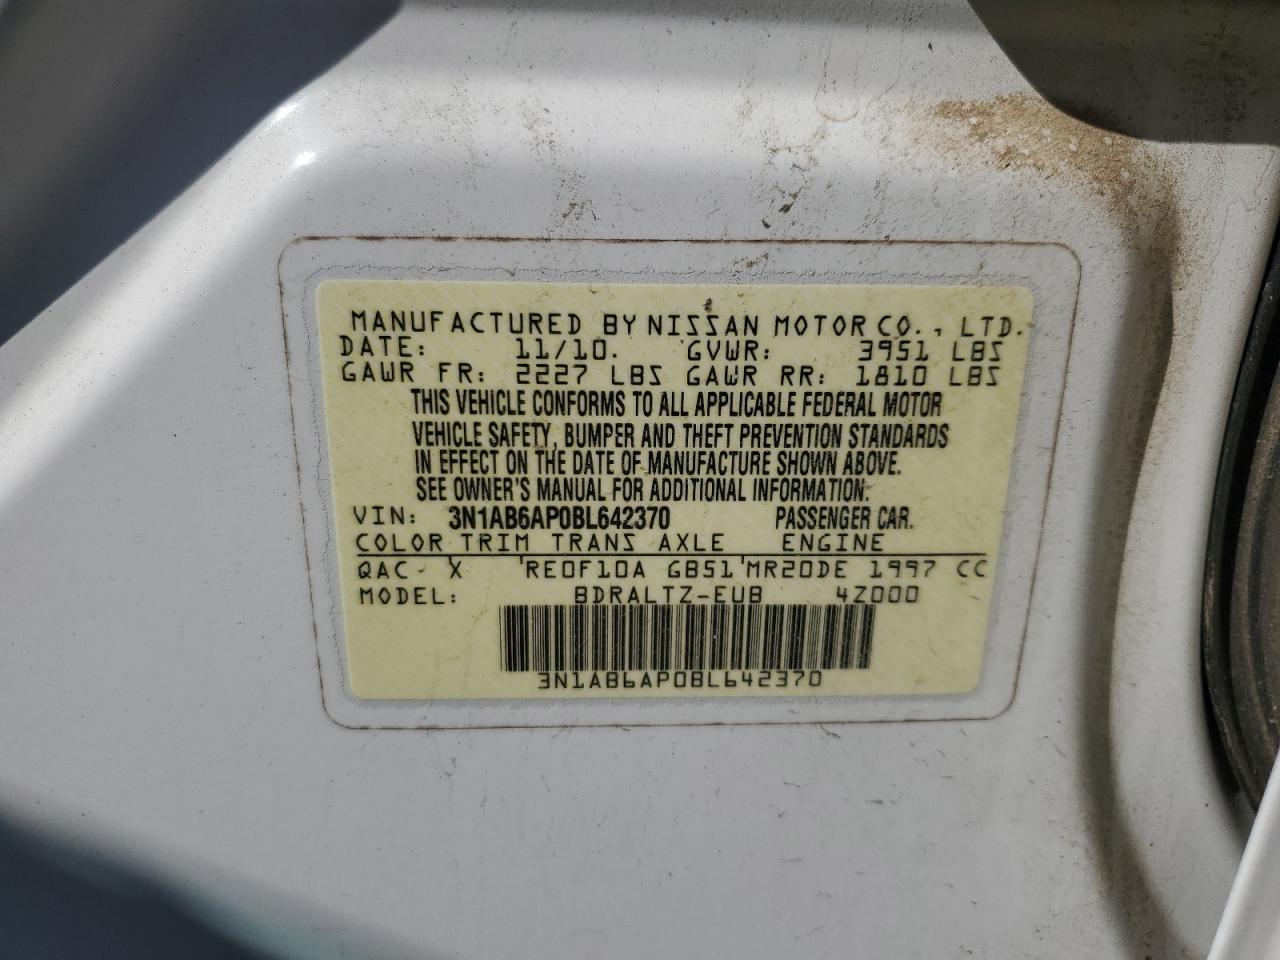 MANUFACTURED BY NISSAN MOTOR CO., LTD.
DATE: 11/10. GVWR: 3951 LBS
GAWR FR: 2227 LBS GAWR RR: 1810 LBS
THIS VEHICLE CONFORMS TO ALL APPLICABLE FEDERAL MOTOR
VEHICLE SAFETY, BUMPER AND THEFT PREVENTION STANDARDS
IN EFFECT ON THE DATE OF MANUFACTURE SHOWN ABOVE.
SEE OWNER'S MANUAL FOR ADDITIONAL INFORMATION.
VIN: 3N1AB6AP0BL642370 PASSENGER CAR.
COLOR TRIM TRANS AXLE ENGINE
QAC X RE0F10A GB51 MR20DE 1997 CC
MODEL: BDRALTZ-EUB 4Z000
3N1AB6AP0BL642370